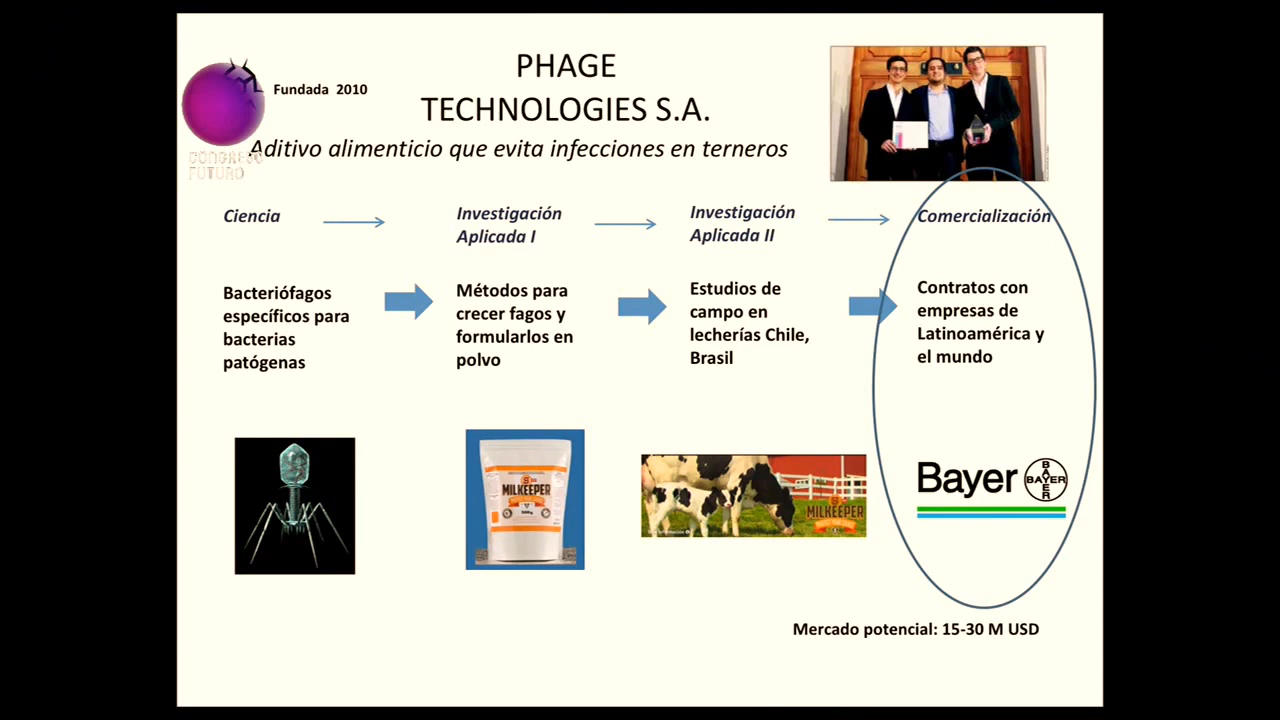 PHAGE
TECHNOLOGIES S.A.
Fundada 2010
Aditivo alimenticio que evita infecciones en terneros
CONGRESO
FUTURO
Ciencia
Investigación
Aplicada I
Investigación
Aplicada II
Comercialización
Bacteriófagos
específicos para
bacterias
patógenas
Métodos para
crecer fagos y
formularlos en
polvo
Estudios de
campo en
lecherías Chile,
Brasil
Contratos con
empresas de
Latinoamérica y
el mundo
MILKEEPER
MILKEEPER
Bayer
BAYER
BAYER
Mercado potencial: 15-30 M USD